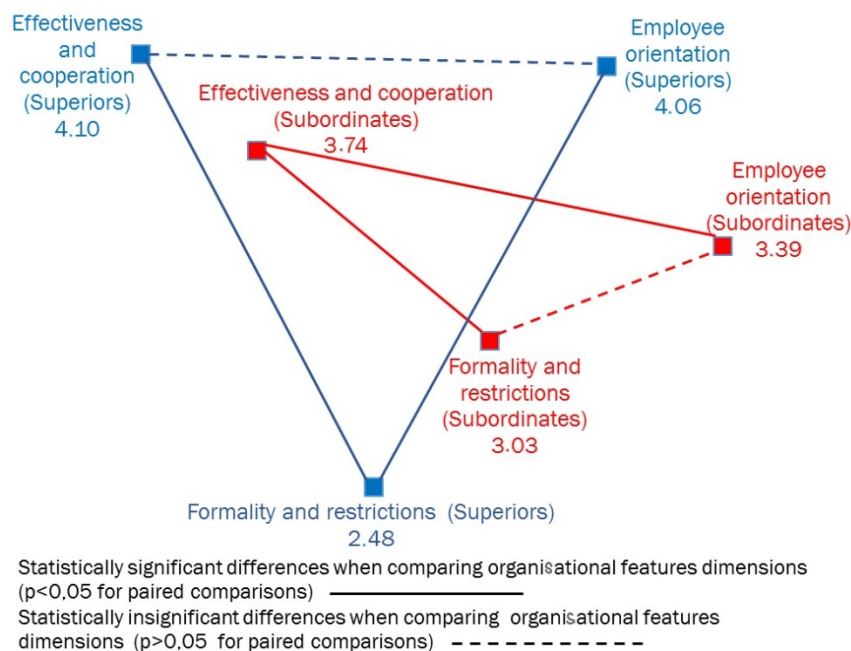 Effectiveness
and
cooperation
(Superiors)
4.10
Employee
orientation
(Superiors)
4.06
Effectiveness and cooperation
(Subordinates)
3.74
Employee
orientation
(Subordinates)
3.39
Formality and
restrictions
(Subordinates)
3.03
Formality and restrictions (Superiors)
2.48
Statistically significant differences when comparing organisational features dimensions
(p<0,05 for paired comparisons)
Statistically insignificant differences when comparing organisational features
dimensions (p>0,05 for paired comparisons)